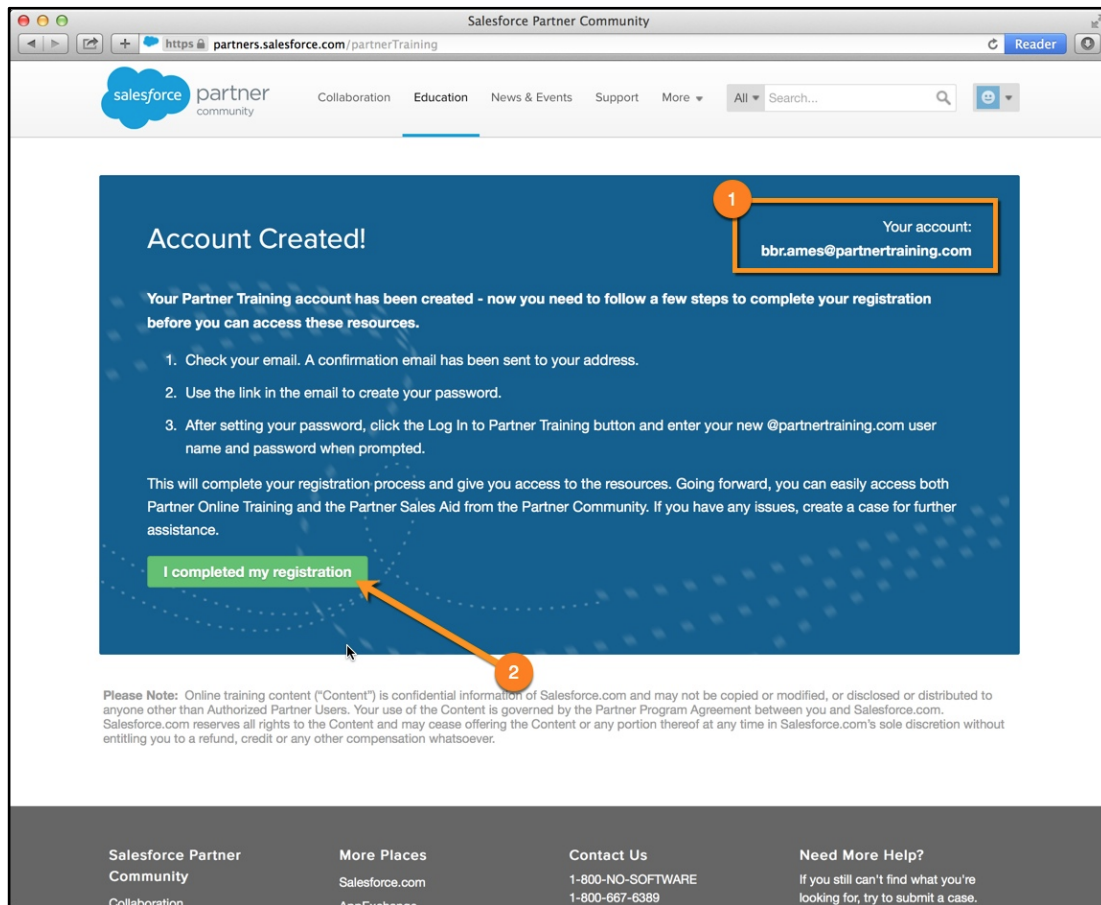 Salesforce Partner Community
https partners.salesforce.com/partnerTraining
Reader
salesforce partner community
Collaboration Education News & Events Support More All Search...
1
Your account:
bbr.ames@partnertraining.com
Account Created!
Your Partner Training account has been created - now you need to follow a few steps to complete your registration
before you can access these resources.
1. Check your email. A confirmation email has been sent to your address.
2. Use the link in the email to create your password.
3. After setting your password, click the Log In to Partner Training button and enter your new @partnertraining.com user
name and password when prompted.
This will complete your registration process and give you access to the resources. Going forward, you can easily access both
Partner Online Training and the Partner Sales Aid from the Partner Community. If you have any issues, create a case for further
assistance.
I completed my registration
2
Please Note: Online training content ("Content") is confidential information of Salesforce.com and may not be copied or modified, or disclosed or distributed to
anyone other than Authorized Partner Users. Your use of the Content is governed by the Partner Program Agreement between you and Salesforce.com.
Salesforce.com reserves all rights to the Content and may cease offering the Content or any portion thereof at any time in Salesforce.com's sole discretion without
entitling you to a refund, credit or any other compensation whatsoever.
Salesforce Partner
Community
Collaboration
More Places
Salesforce.com
AppExchange
Contact Us
1-800-NO-SOFTWARE
1-800-667-6389
Need More Help?
If you still can't find what you're
looking for, try to submit a case.